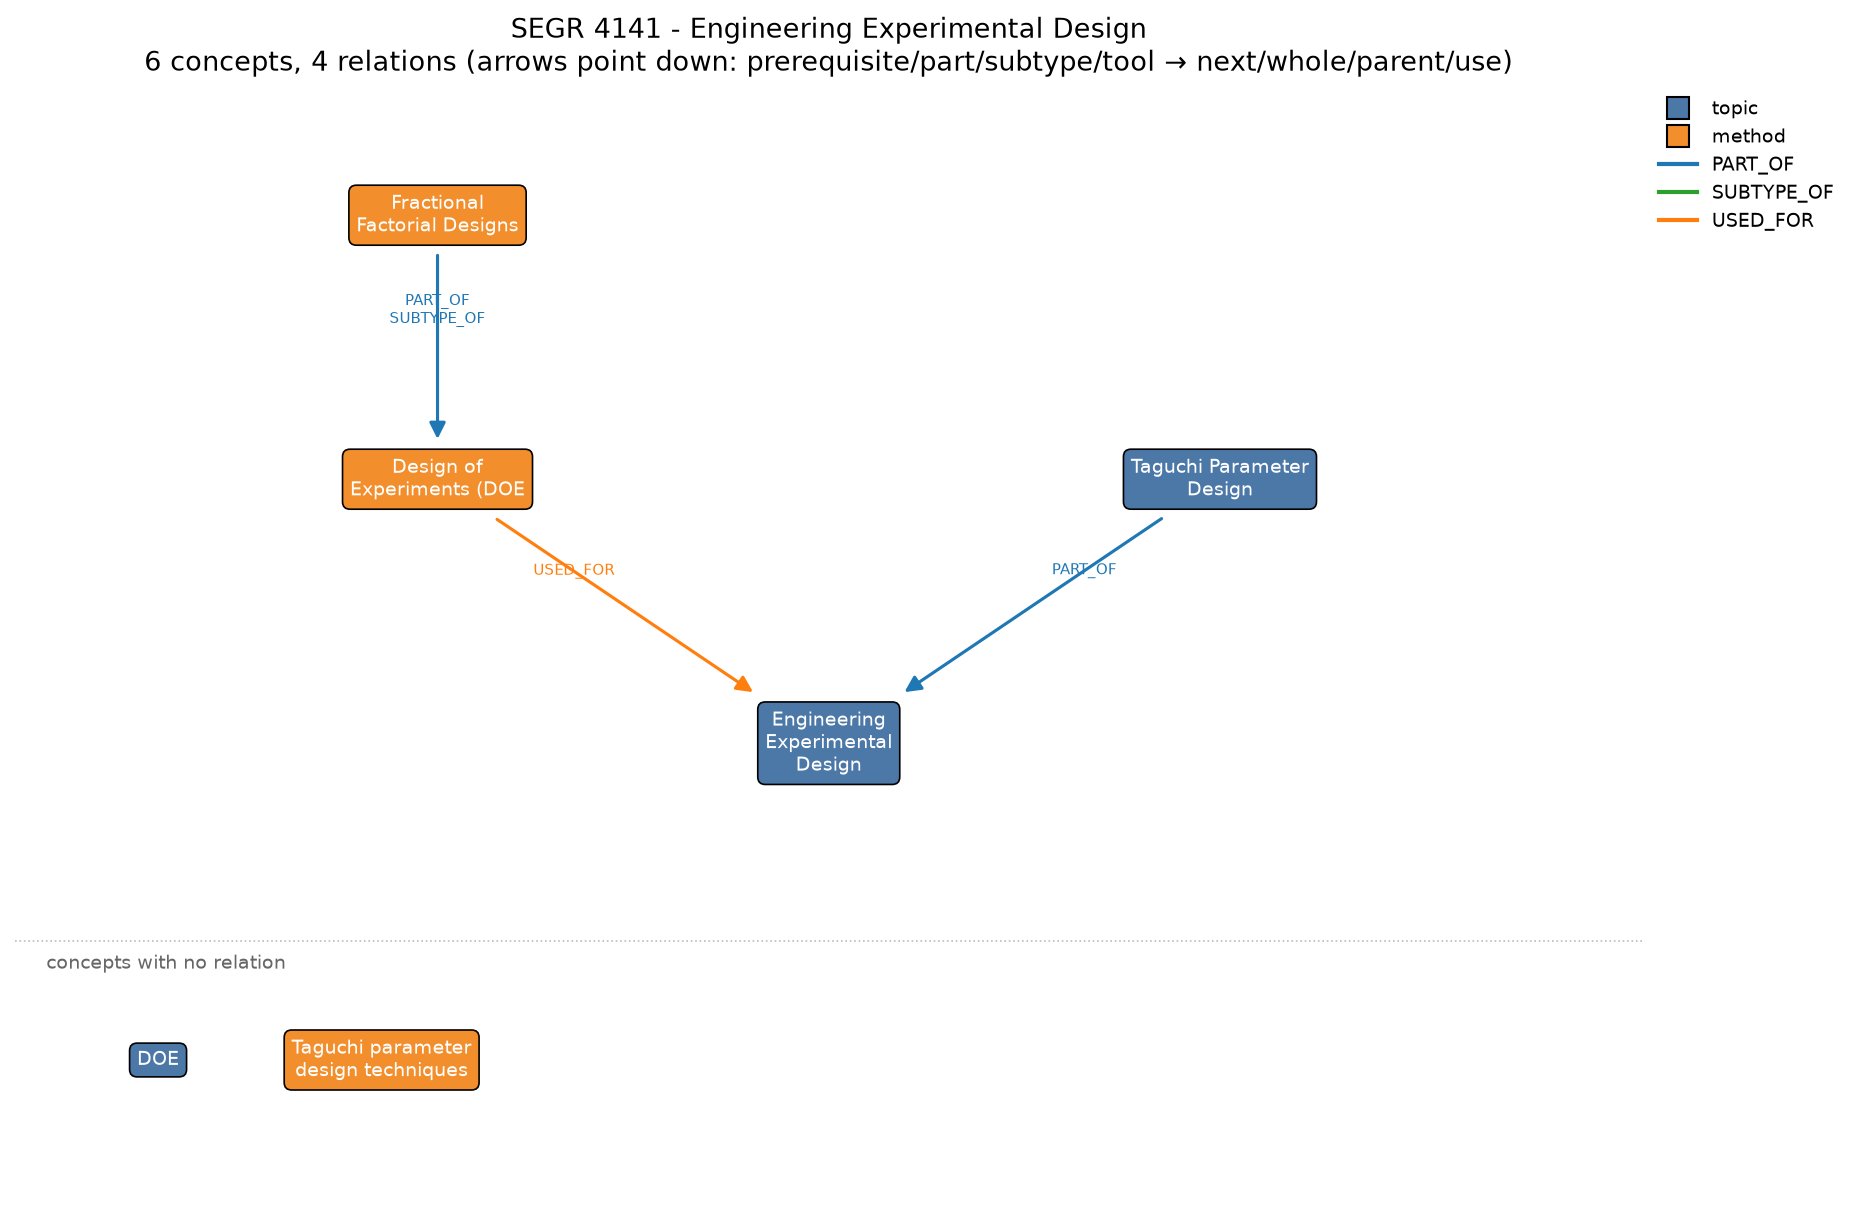 SEGR 4141 - Engineering Experimental Design
6 concepts, 4 relations (arrows point down: prerequisite/part/subtype/tool → next/whole/parent/use)
topic
method
PART_OF
SUBTYPE_OF
USED_FOR
Fractional
Factorial Designs
PART_OF
SUBTYPE_OF
Design of
Experiments (DOE
Taguchi Parameter
Design
USED_FOR
PART_OF
Engineering
Experimental
Design
concepts with no relation
DOE
Taguchi parameter
design techniques